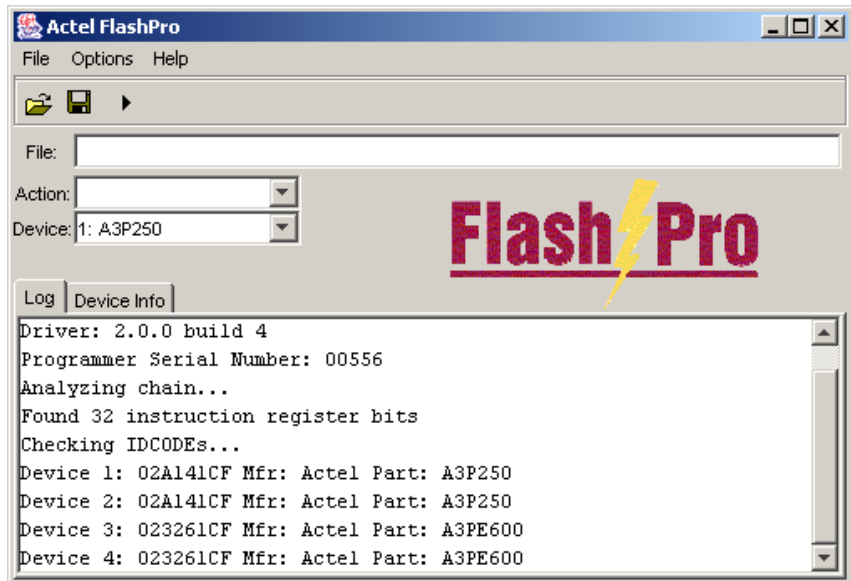 Actel FlashPro
File Options Help
File:
Action:
Device: 1: A3P250
Flash Pro
Log Device Info
Driver: 2.0.0 build 4
Programmer Serial Number: 00556
Analyzing chain...
Found 32 instruction register bits
Checking IDCODEs...
Device 1: 02A141CF Mfr: Actel Part: A3P250
Device 2: 02A141CF Mfr: Actel Part: A3P250
Device 3: 023261CF Mfr: Actel Part: A3PE600
Device 4: 023261CF Mfr: Actel Part: A3PE600